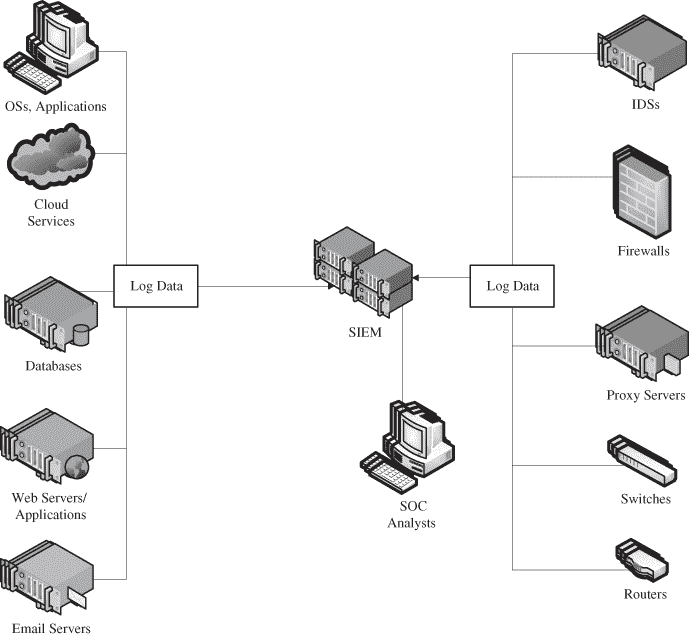 OSs, Applications
Cloud
Services
Log Data
Databases
Web Servers/
Applications
Email Servers
SIEM
SOC
Analysts
Log Data
IDSs
Firewalls
Proxy Servers
Switches
Routers